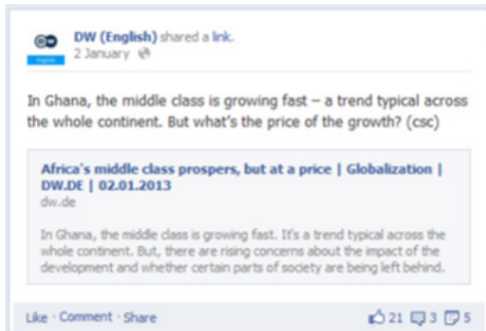 DW (English) shared a link.
English
2 January
In Ghana, the middle class is growing fast – a trend typical across
the whole continent. But what's the price of the growth? (csc)
Africa's middle class prospers, but at a price | Globalization |
DW.DE | 02.01.2013
dw.de
In Ghana, the middle class is growing fast. It's a trend typical across the
whole continent. But, there are rising concerns about the impact of the
development and whether certain parts of society are being left behind.
Like · Comment · Share 21 3 5